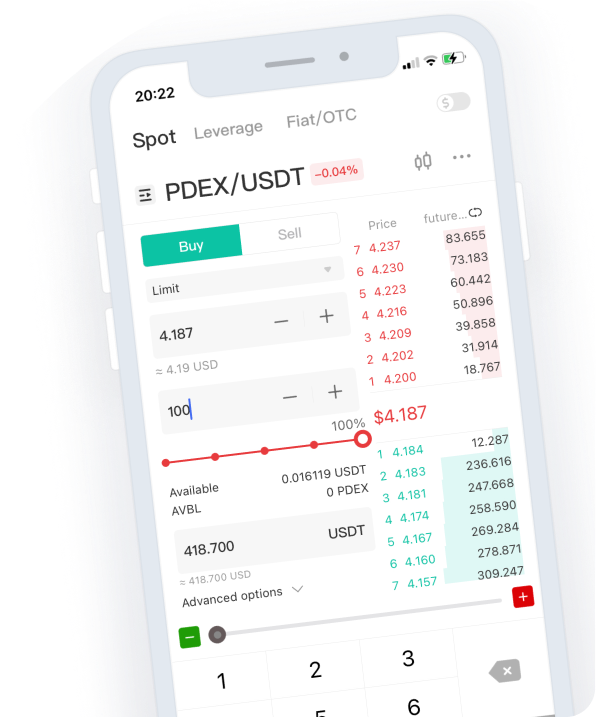 20:22
Spot Leverage Fiat/OTC
$
PDEX/USDT -0.04%
Buy Sell
Limit
4.187
≈ 4.19 USD
100
100%
Available 0.016119 USDT
AVBL 0 PDEX
418.700 USDT
≈ 418.700 USD
Advanced options
Price future...
7 4.237 83.655
6 4.230 73.183
5 4.223 60.442
4 4.216 50.896
3 4.209 39.858
2 4.202 31.914
1 4.200 18.767
$4.187
1 4.184 12.287
2 4.183 236.616
3 4.181 247.668
4 4.174 258.590
5 4.167 269.284
6 4.160 278.871
7 4.157 309.247
− +
1 2 3
5 6